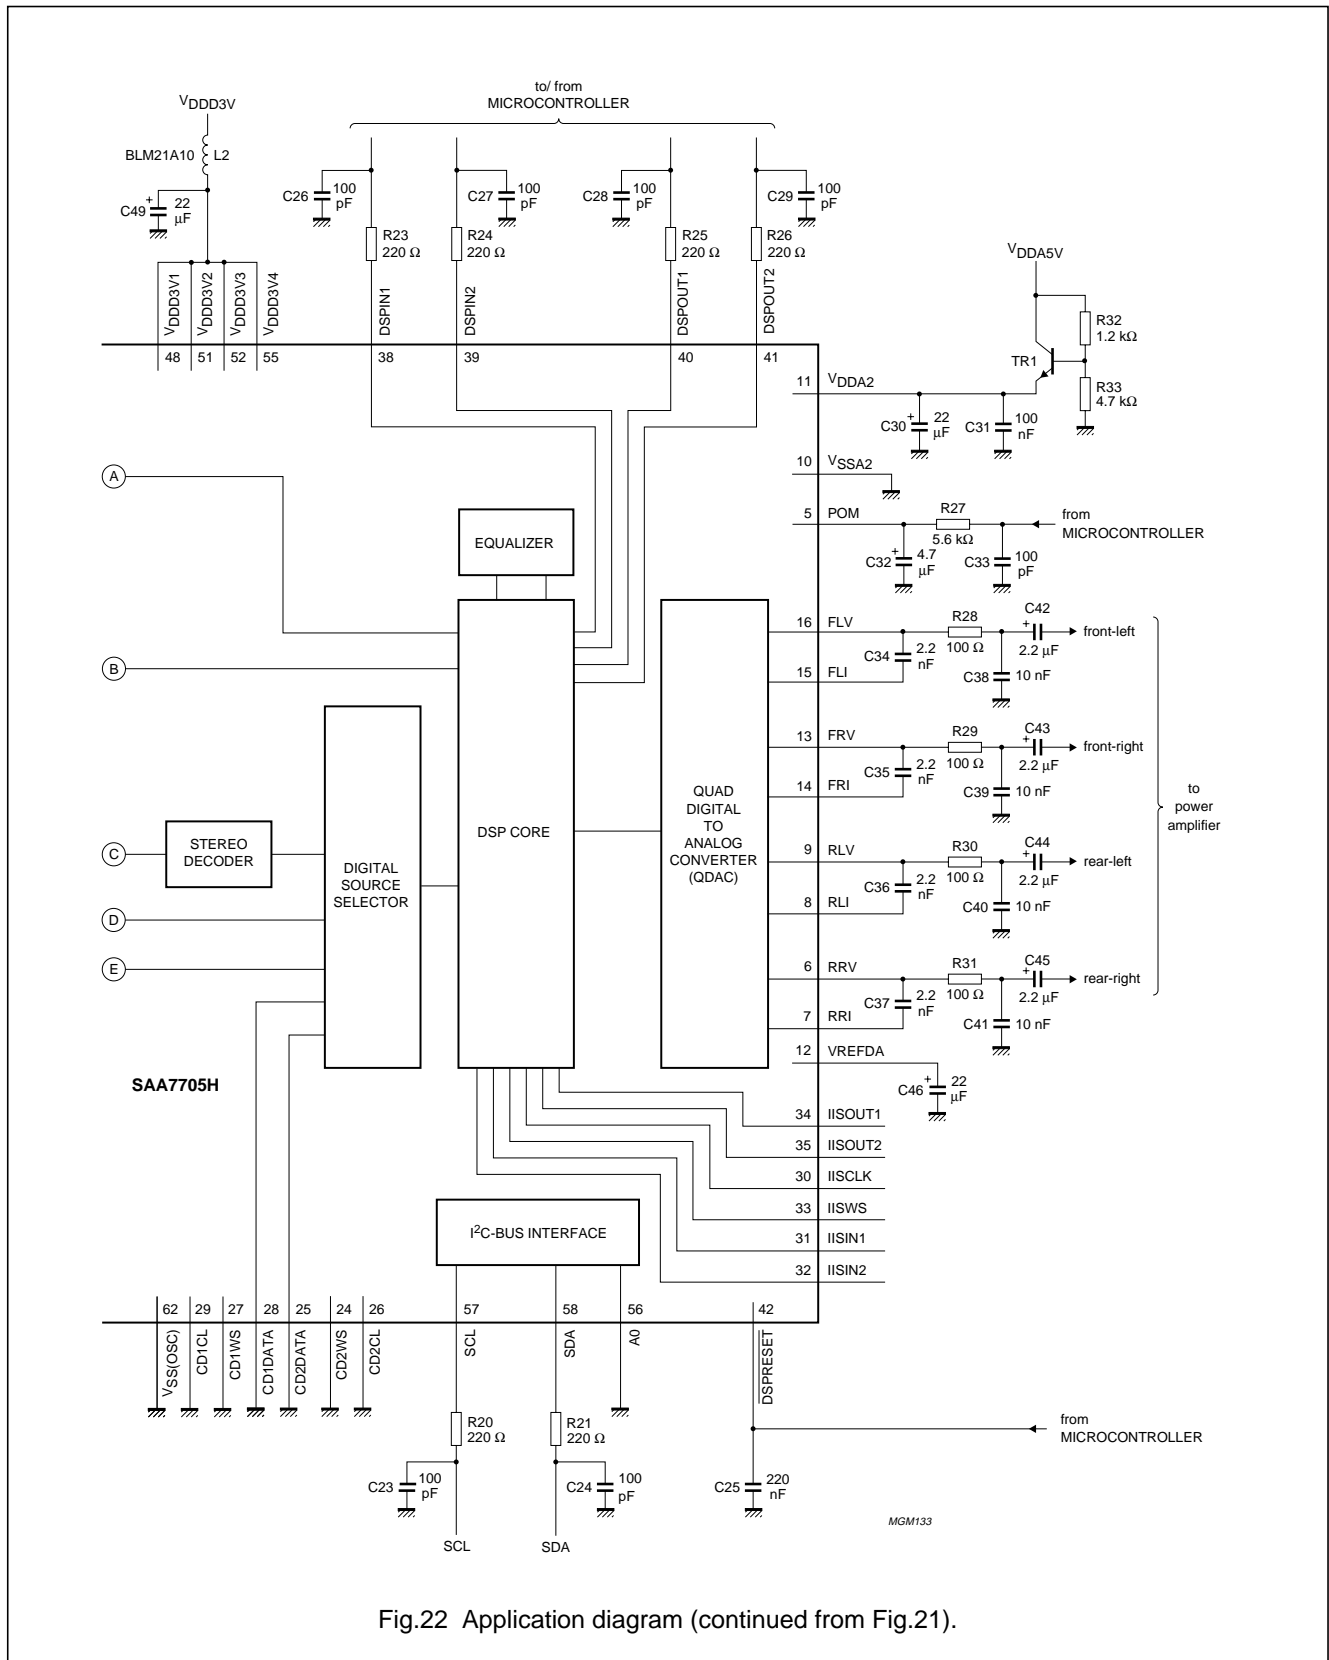 to/ from
MICROCONTROLLER
VDDD3V
BLM21A10 L2
C49 + 22 µF
C26 100 pF
C27 100 pF
C28 100 pF
C29 100 pF
R23 220 Ω
R24 220 Ω
R25 220 Ω
R26 220 Ω
VDDD3V1
VDDD3V2
VDDD3V3
VDDD3V4
DSPIN1
DSPIN2
DSPOUT1
DSPOUT2
48 51 52 55 38 39 40 41
VDDA5V
R32 1.2 kΩ
TR1
R33 4.7 kΩ
11 VDDA2
C30 + 22 µF
C31 100 nF
10 VSSA2
5 POM
R27 5.6 kΩ
from
MICROCONTROLLER
C32 + 4.7 µF
C33 100 pF
A
B
C
D
E
EQUALIZER
DSP CORE
STEREO
DECODER
DIGITAL
SOURCE
SELECTOR
QUAD
DIGITAL
TO
ANALOG
CONVERTER
(QDAC)
16 FLV
R28 100 Ω
C42 + 2.2 µF
front-left
C34 2.2 nF
15 FLI
C38 10 nF
13 FRV
R29 100 Ω
C43 + 2.2 µF
front-right
C35 2.2 nF
14 FRI
C39 10 nF
to
power
amplifier
9 RLV
R30 100 Ω
C44 + 2.2 µF
rear-left
C36 2.2 nF
8 RLI
C40 10 nF
6 RRV
R31 100 Ω
C45 + 2.2 µF
rear-right
C37 2.2 nF
7 RRI
C41 10 nF
12 VREFDA
C46 + 22 µF
SAA7705H
34 IISOUT1
35 IISOUT2
30 IISCLK
33 IISWS
31 IISIN1
32 IISIN2
I²C-BUS INTERFACE
62 29 27 28 25 24 26 57 58 56 42
VSS(OSC)
CD1CL
CD1WS
CD1DATA
CD2DATA
CD2WS
CD2CL
SCL
SDA
A0
DSPRESET
R20 220 Ω
R21 220 Ω
from
MICROCONTROLLER
C23 100 pF
C24 100 pF
C25 220 nF
SCL
SDA
MGM133
Fig.22 Application diagram (continued from Fig.21).